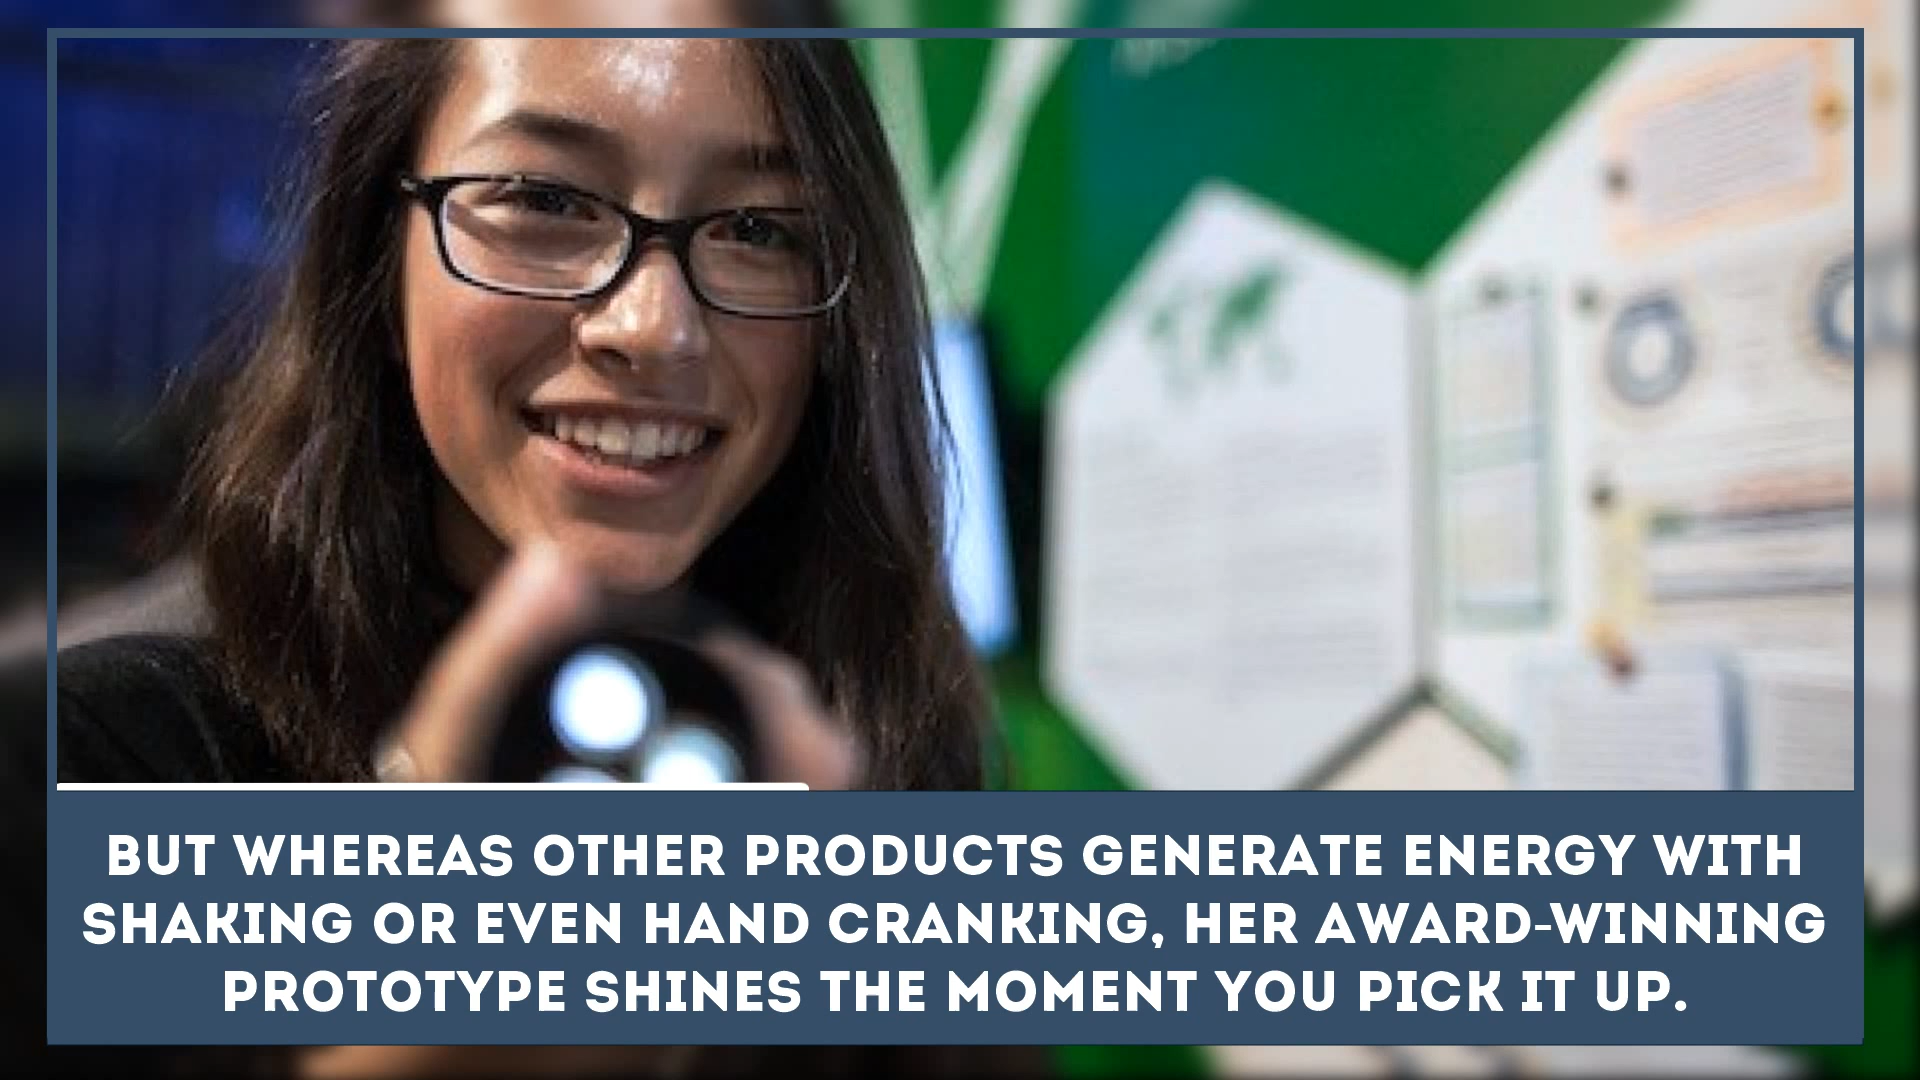 BUT WHEREAS OTHER PRODUCTS GENERATE ENERGY WITH
SHAKING OR EVEN HAND CRANKING, HER AWARD-WINNING
PROTOTYPE SHINES THE MOMENT YOU PICK IT UP.